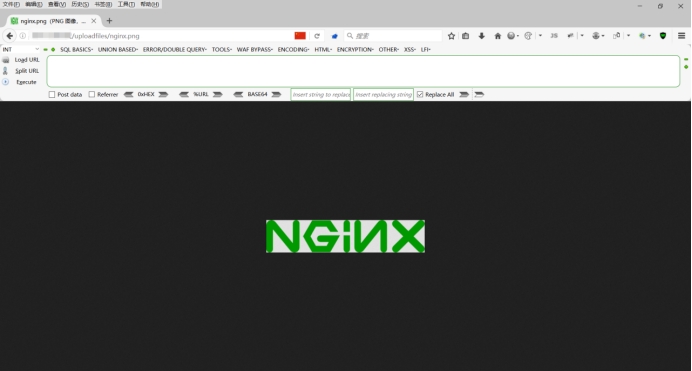 文件(F) 编辑(E) 查看(V) 历史(S) 书签(B) 工具(T) 帮助(H)
nginx.png（PNG 图像，...
/uploadfiles/nginx.png
搜索
INT
SQL BASICS UNION BASED ERROR/DOUBLE QUERY TOOLS WAF BYPASS ENCODING HTML ENCRYPTION OTHER XSS LFI
Load URL
Split URL
Execute
Post data Referrer 0xHEX %URL BASE64 Insert string to replace Insert replacing string Replace All
NGiNX